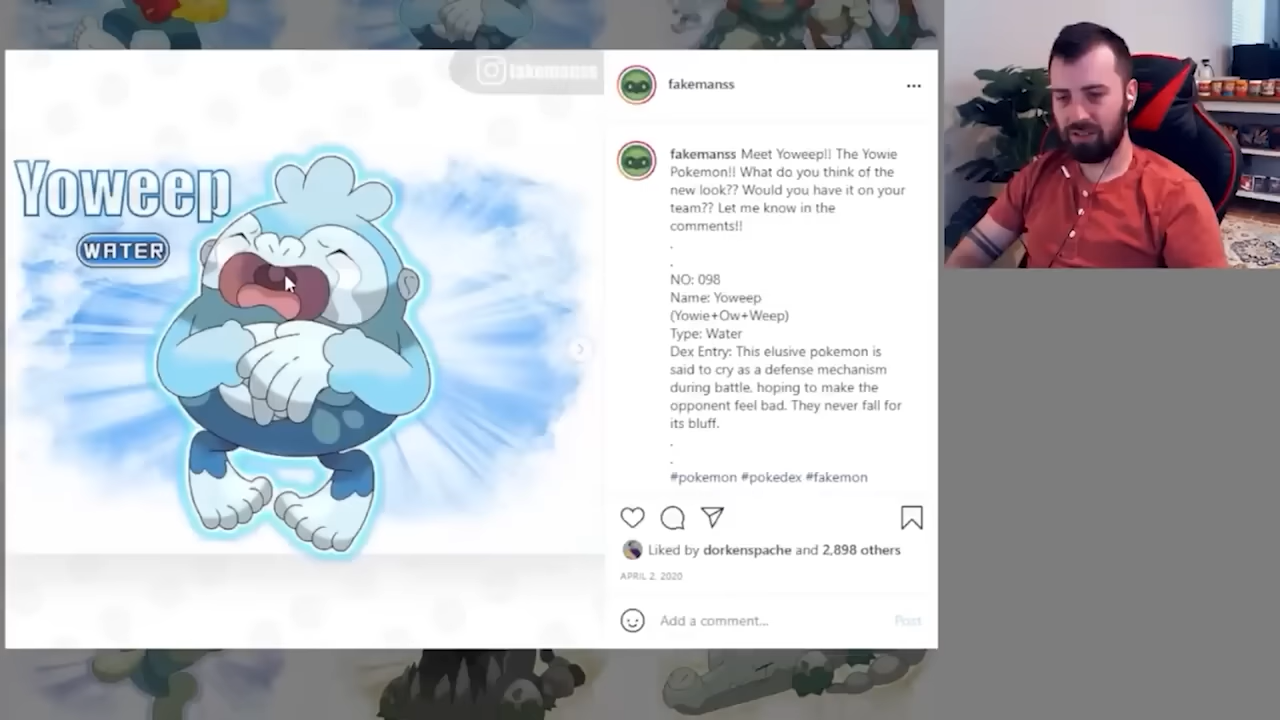 fakemanss
Yoweep
WATER
fakemanss
fakemanss Meet Yoweep!! The Yowie
Pokemon!! What do you think of the
new look?? Would you have it on your
team?? Let me know in the
comments!!
.
.
NO: 098
Name: Yoweep
(Yowie+Ow+Weep)
Type: Water
Dex Entry: This elusive pokemon is
said to cry as a defense mechanism
during battle. hoping to make the
opponent feel bad. They never fall for
its bluff.
.
.
#pokemon #pokedex #fakemon
Liked by dorkenspache and 2,898 others
APRIL 2, 2020
Add a comment...
Post